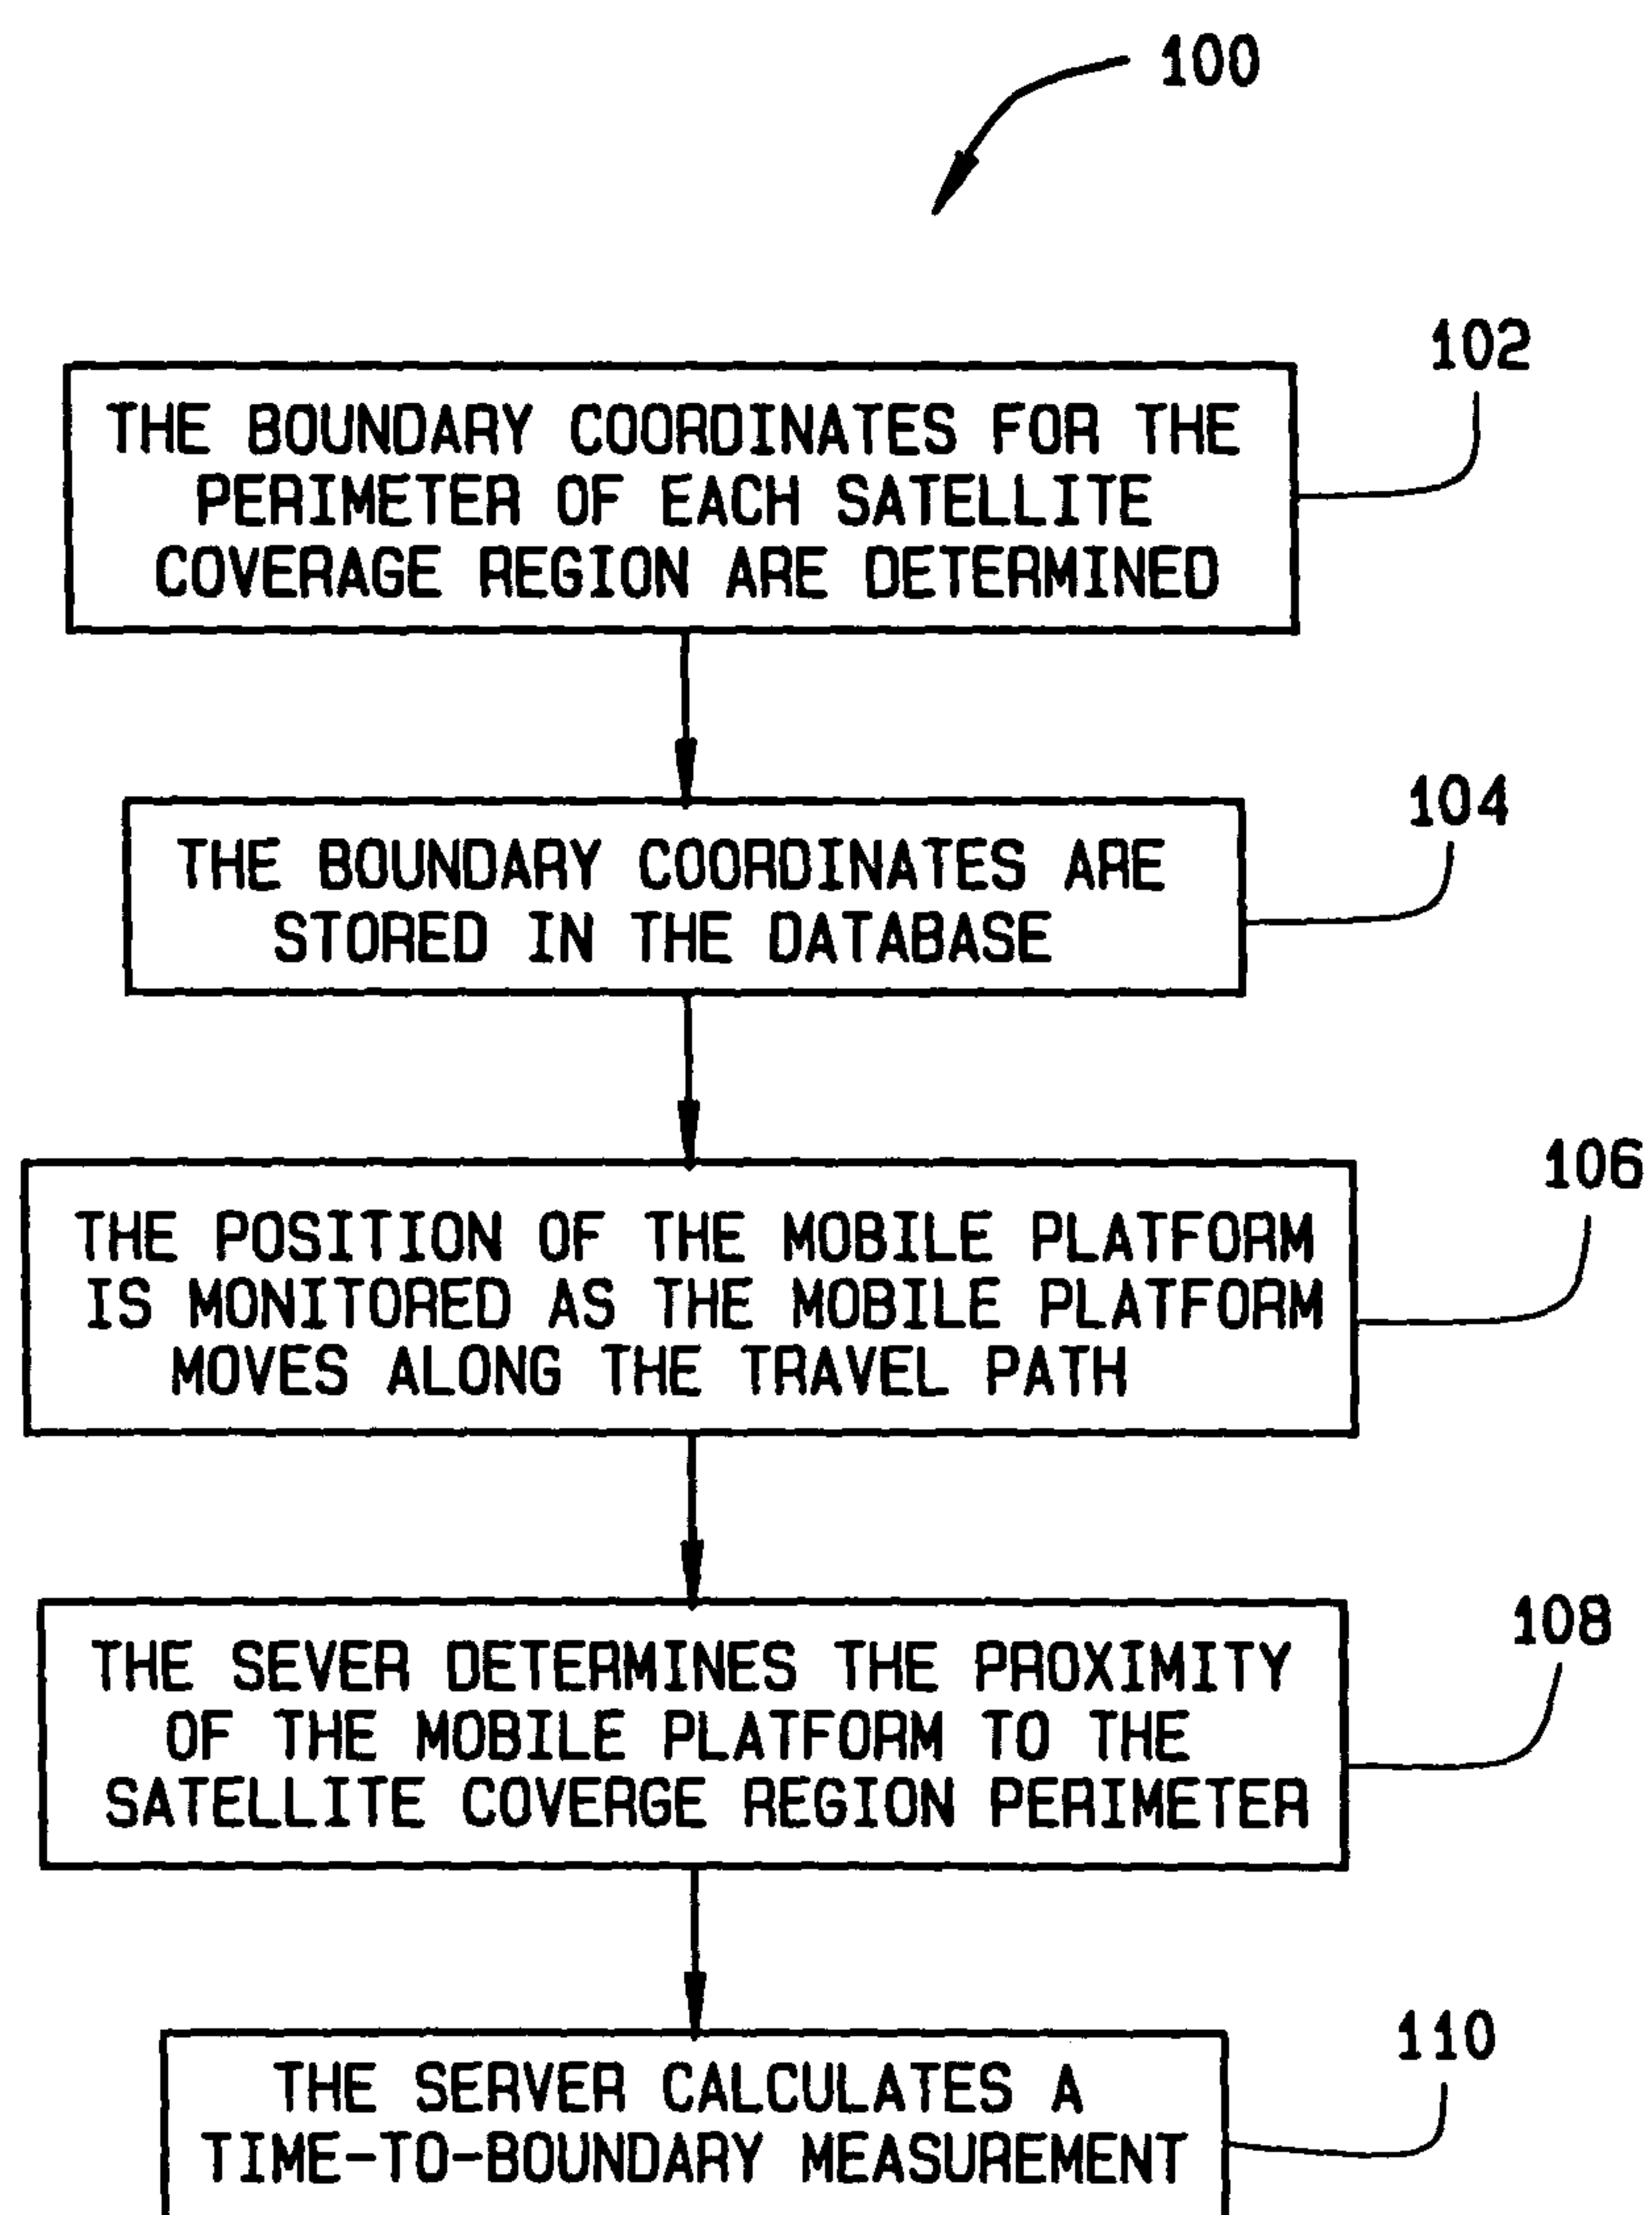 100
102
THE BOUNDARY COORDINATES FOR THE
PERIMETER OF EACH SATELLITE
COVERAGE REGION ARE DETERMINED
104
THE BOUNDARY COORDINATES ARE
STORED IN THE DATABASE
106
THE POSITION OF THE MOBILE PLATFORM
IS MONITORED AS THE MOBILE PLATFORM
MOVES ALONG THE TRAVEL PATH
108
THE SEVER DETERMINES THE PROXIMITY
OF THE MOBILE PLATFORM TO THE
SATELLITE COVERGE REGION PERIMETER
110
THE SERVER CALCULATES A
TIME-TO-BOUNDARY MEASUREMENT